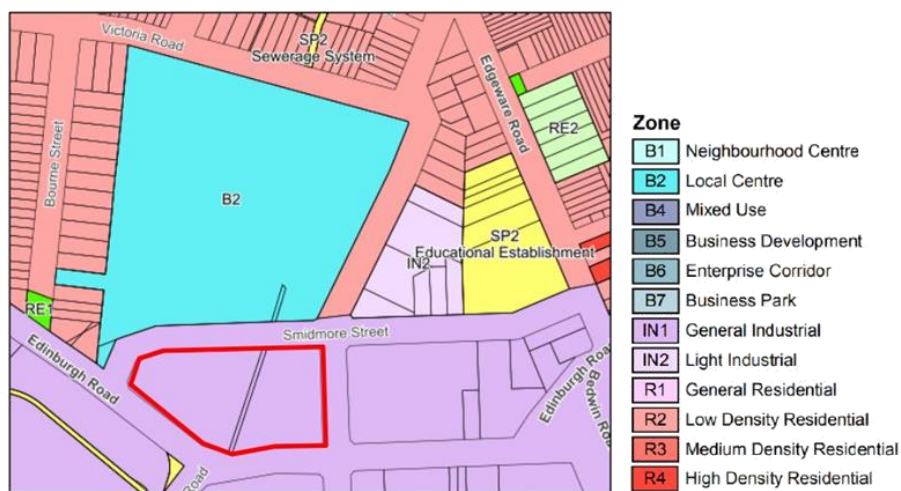 Victoria Road
SP2
Sewerage System
Edgeware Road
RE2
Bourne Street
B2
SP2
Educational Establishment
IN2
RE1
Smidmore Street
Edinburgh Road
Edinburgh Roa
Bedwin Roa
Road
Zone
B1 Neighbourhood Centre
B2 Local Centre
B4 Mixed Use
B5 Business Development
B6 Enterprise Corridor
B7 Business Park
IN1 General Industrial
IN2 Light Industrial
R1 General Residential
R2 Low Density Residential
R3 Medium Density Residential
R4 High Density Residential